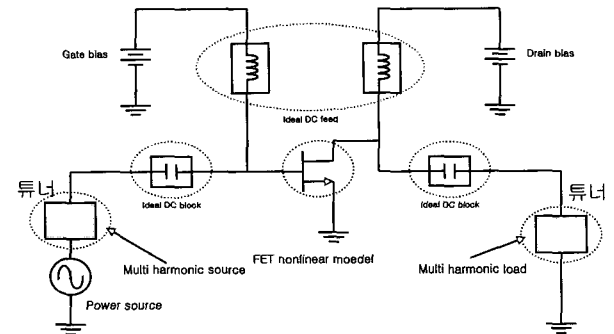 Gate bias
Drain bias
Ideal DC feed
튜너
Ideal DC block
Ideal DC block
튜너
Multi harmonic source
FET nonlinear moedel
Multi harmonic load
Power source